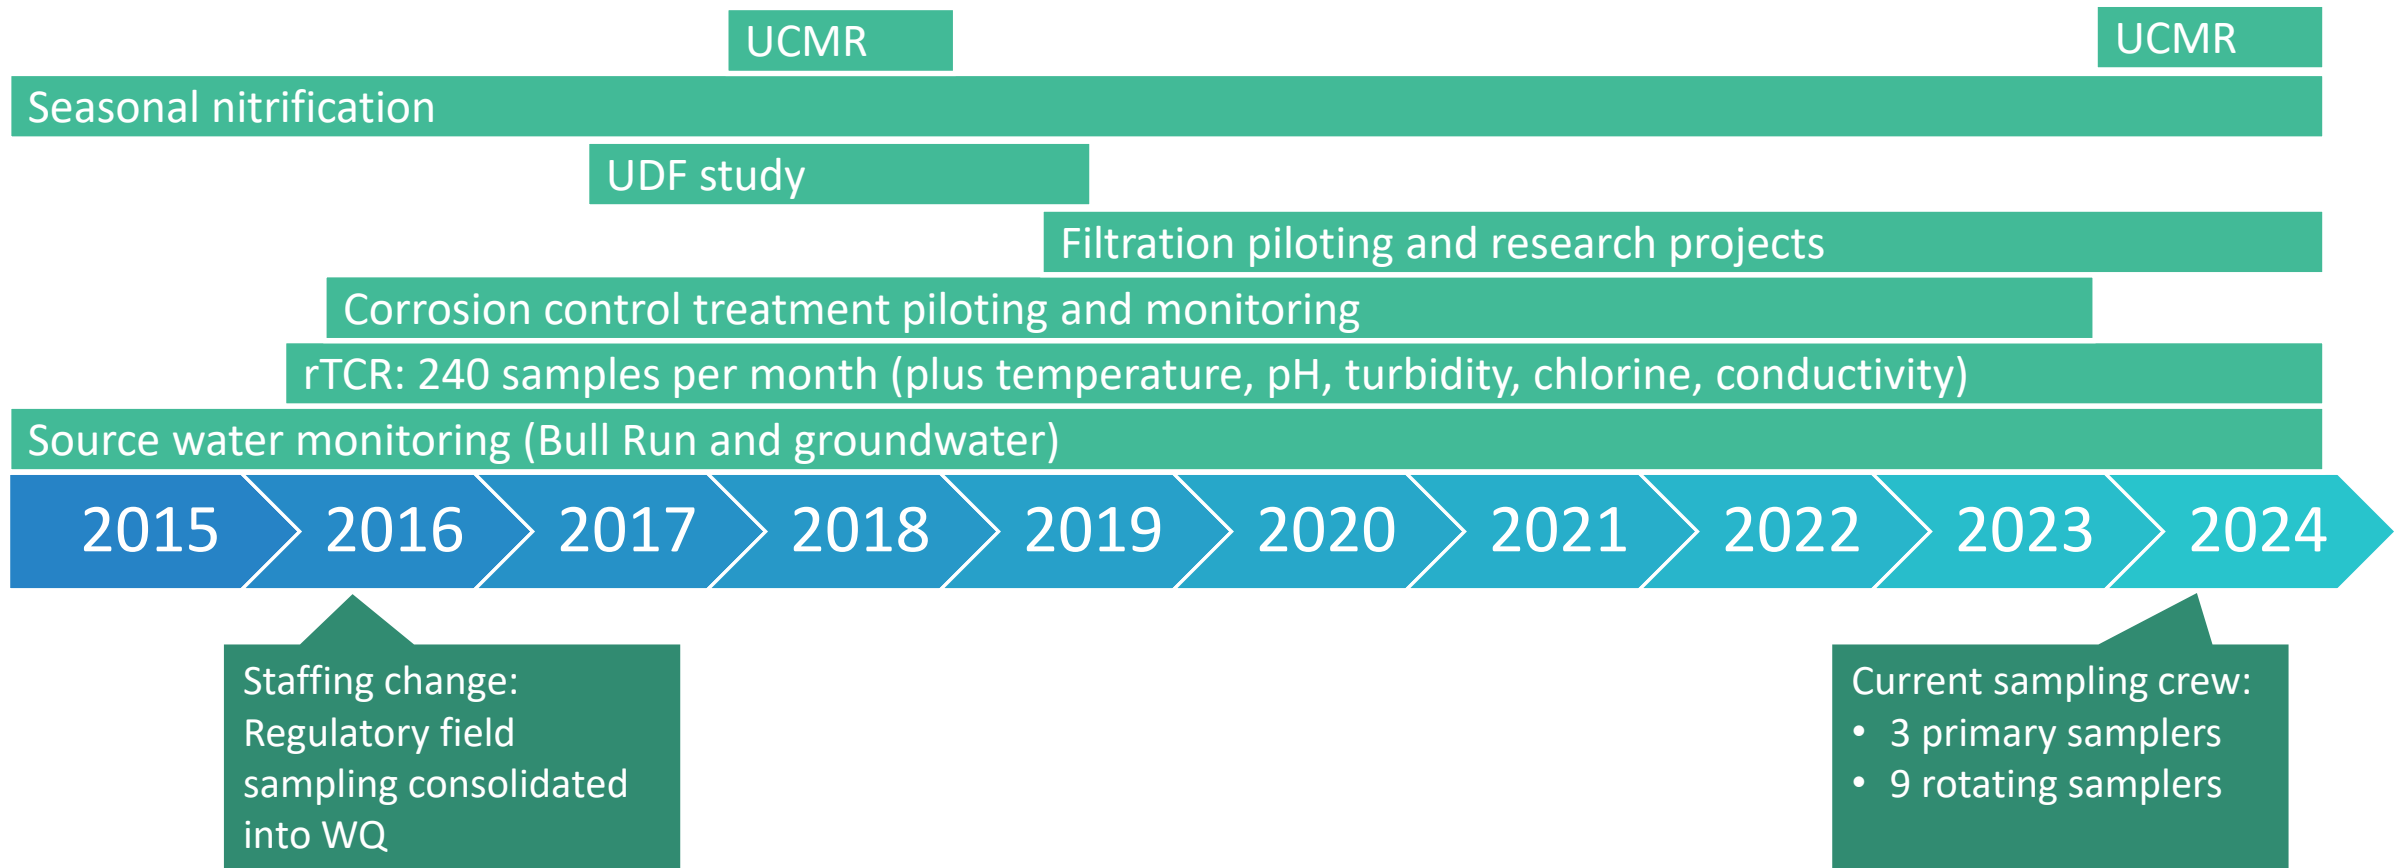 UCMR
UCMR
Seasonal nitrification
UDF study
Filtration piloting and research projects
Corrosion control treatment piloting and monitoring
rTCR: 240 samples per month (plus temperature, pH, turbidity, chlorine, conductivity)
Source water monitoring (Bull Run and groundwater)
2015
2016
2017
2018
2019
2020
2021
2022
2023
2024
Staffing change:
Regulatory field
sampling consolidated
into WQ
Current sampling crew:
• 3 primary samplers
• 9 rotating samplers